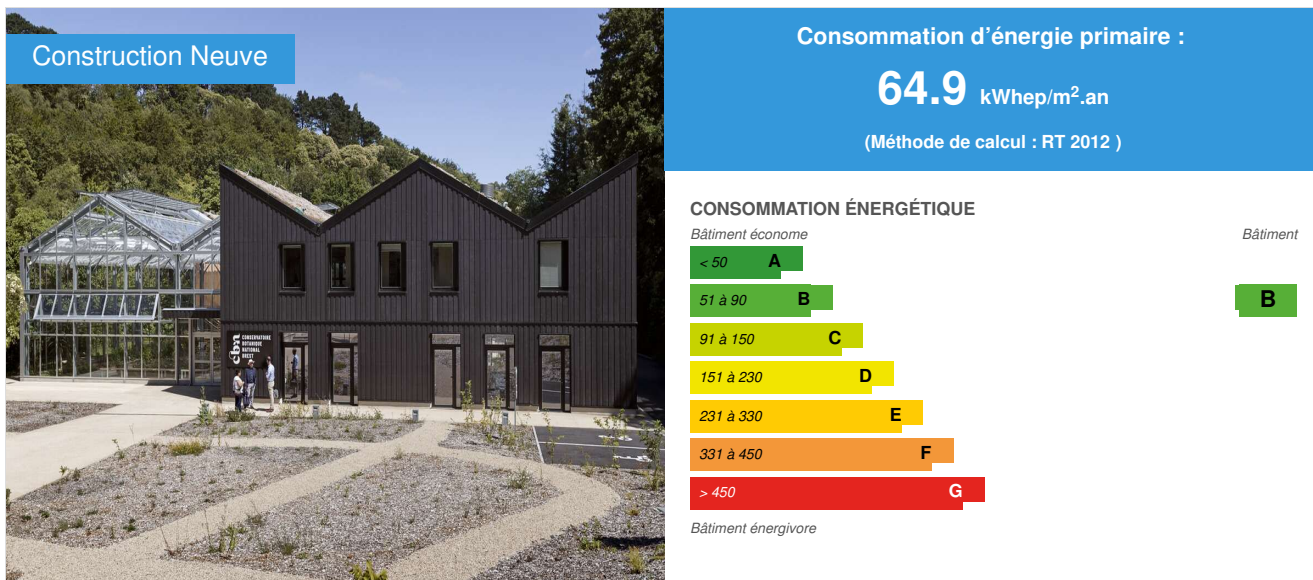 Construction Neuve
cbn
CONSERVATOIRE
BOTANIQUE
NATIONAL
BREST
Consommation d'énergie primaire :
64.9 kWhep/m².an
(Méthode de calcul : RT 2012 )
CONSOMMATION ÉNERGÉTIQUE
Bâtiment économe Bâtiment
< 50 A
51 à 90 B B
91 à 150 C
151 à 230 D
231 à 330 E
331 à 450 F
> 450 G
Bâtiment énergivore